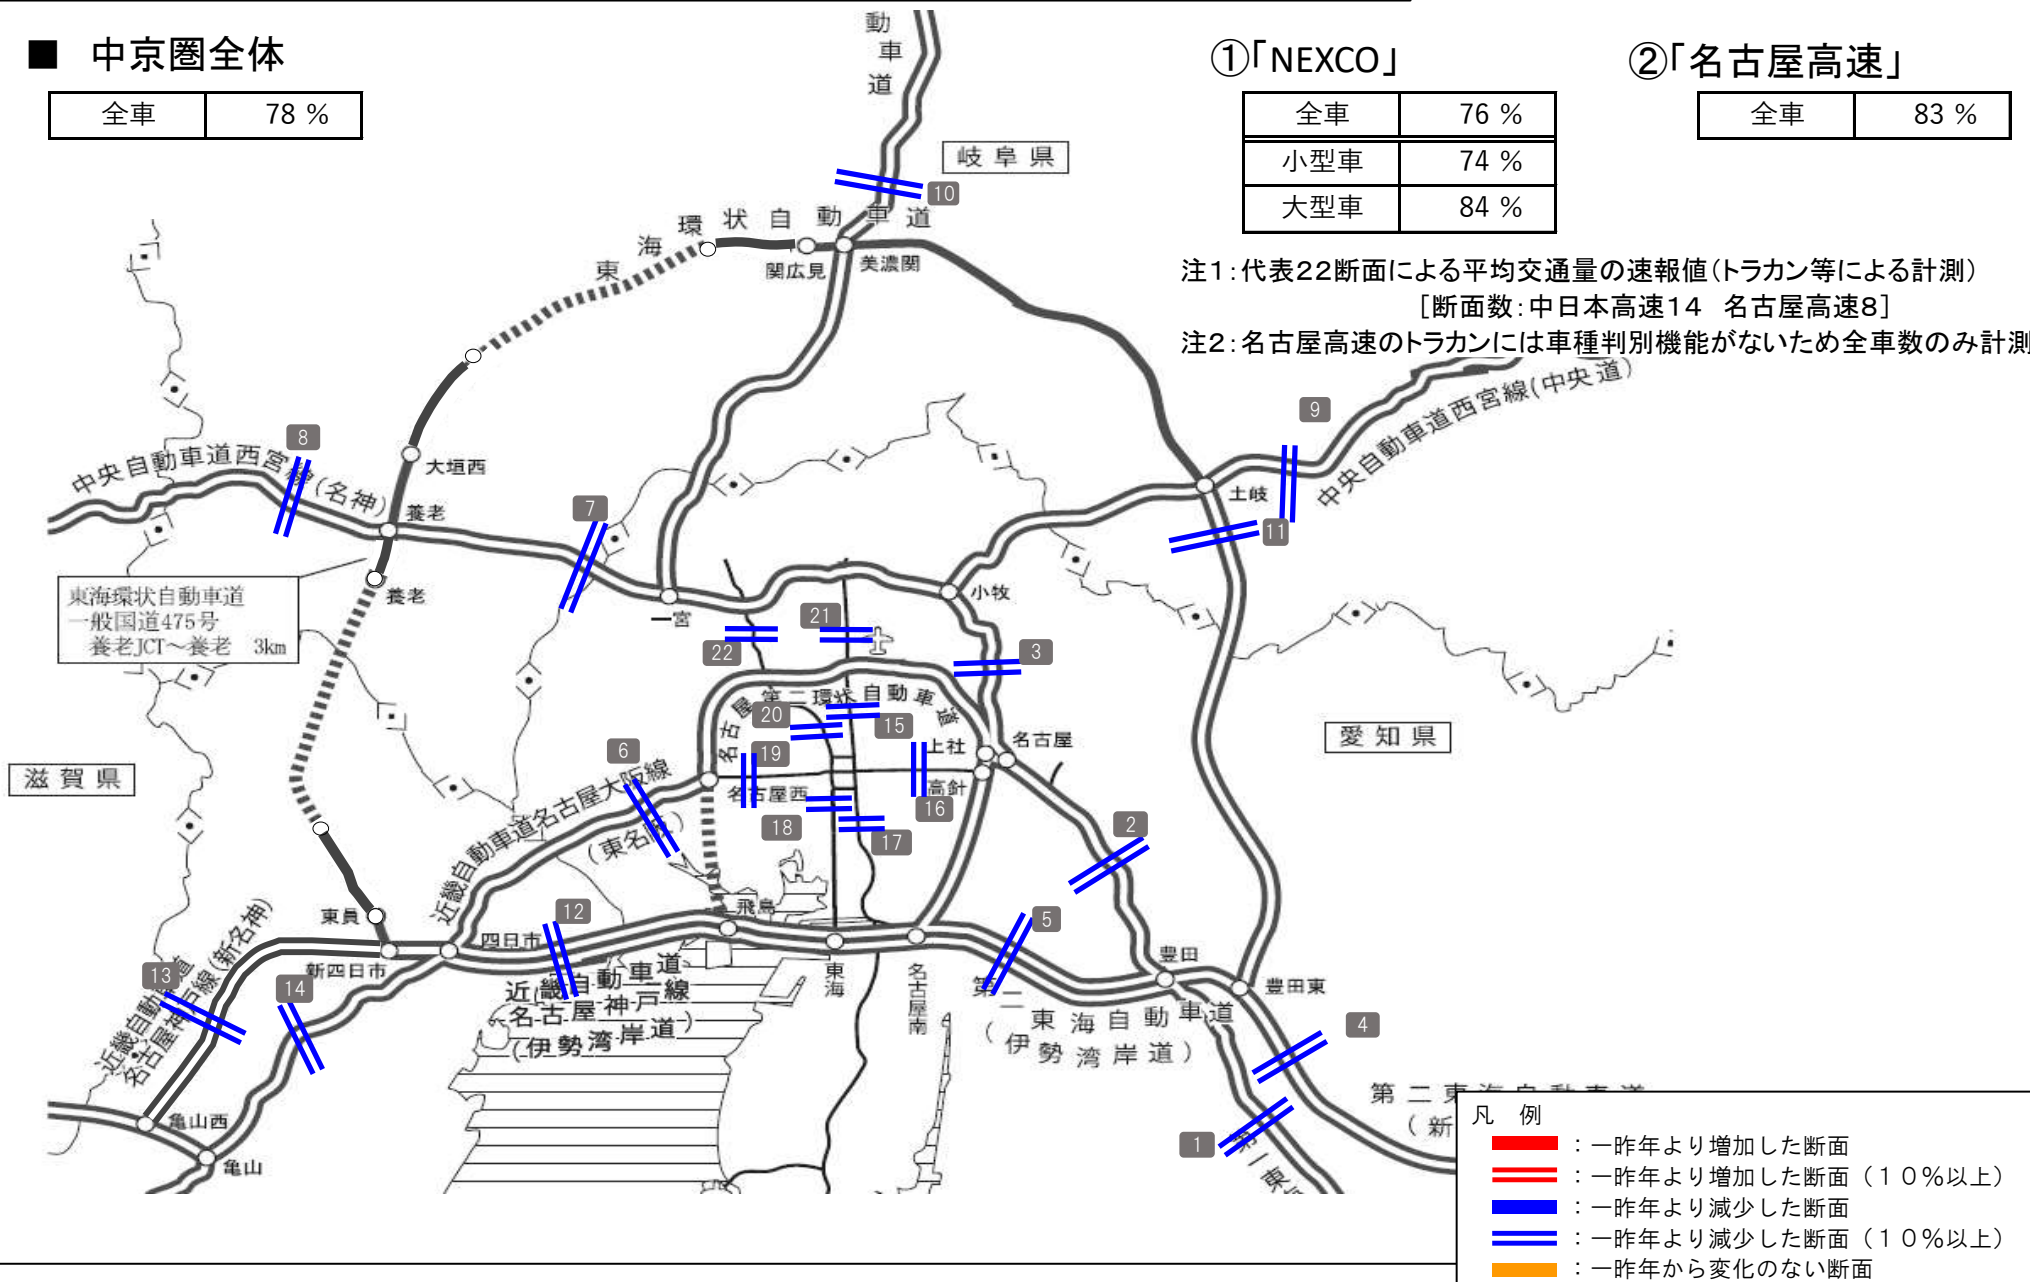 ■ 中京圏全体
全車 78 %
①「NEXCO」
全車 76 %
小型車 74 %
大型車 84 %
②「名古屋高速」
全車 83 %
注1:代表22断面による平均交通量の速報値(トラカン等による計測)
[断面数:中日本高速14 名古屋高速8]
注2:名古屋高速のトラカンには車種判別機能がないため全車数のみ計測
動車道
岐阜県
10
東海環状自動車道
関広見
美濃関
9
中央自動車道西宮線(中央道)
8
中央自動車道西宮線(名神)
大垣西
養老
7
土岐
11
東海環状自動車道
一般国道475号
養老JCT～養老 3km
養老
一宮
小牧
21
22
3
名古屋第二環状自動車道
20
15
19
上社
名古屋
愛知県
滋賀県
6
名古屋西
高針
16
近畿自動車道名古屋大阪線
(東名阪)
18
17
2
東員
飛島
12
5
四日市
新四日市
13
14
近畿自動車道
名古屋神戸線(新名神)
近畿自動車道
名古屋神戸線
(伊勢湾岸道)
東海
名古屋南
豊田
豊田東
第二東海自動車道
(伊勢湾岸道)
4
第二東海自動車道
(新
亀山西
亀山
1
第一東
凡 例
:一昨年より増加した断面
:一昨年より増加した断面(10%以上)
:一昨年より減少した断面
:一昨年より減少した断面(10%以上)
:一昨年から変化のない断面